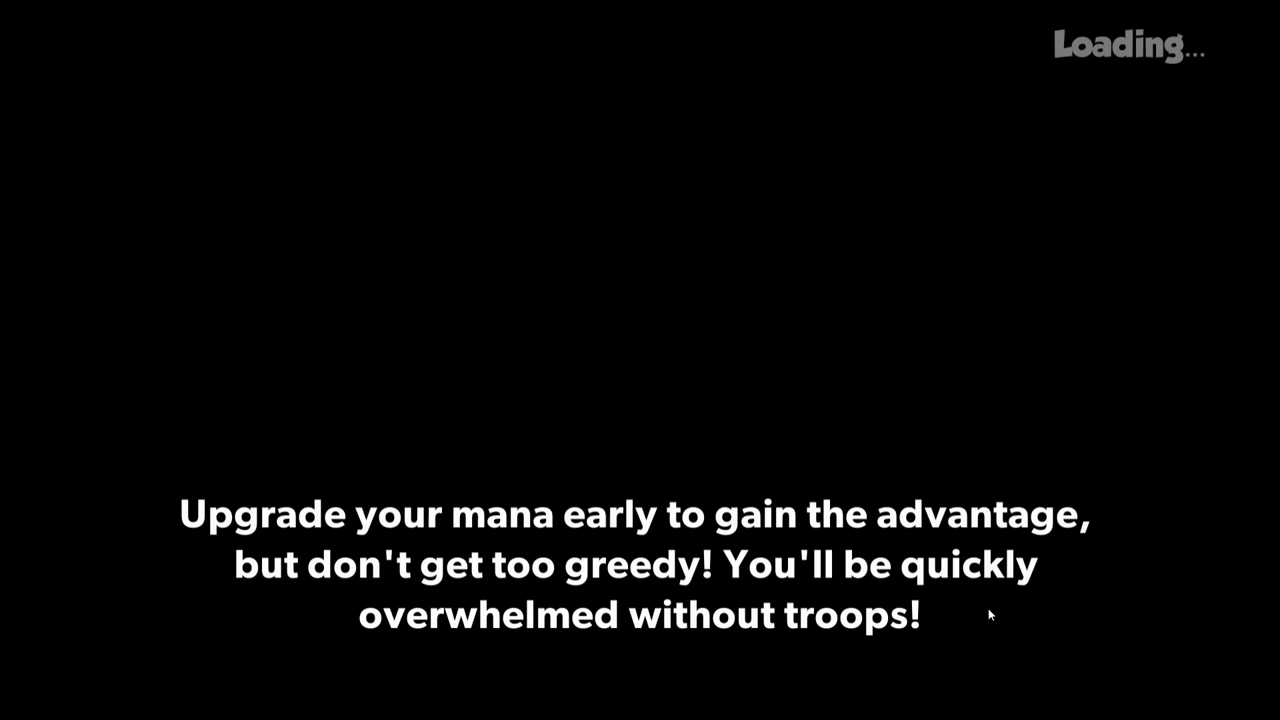 Loading...
Upgrade your mana early to gain the advantage,
but don't get too greedy! You'll be quickly
overwhelmed without troops!